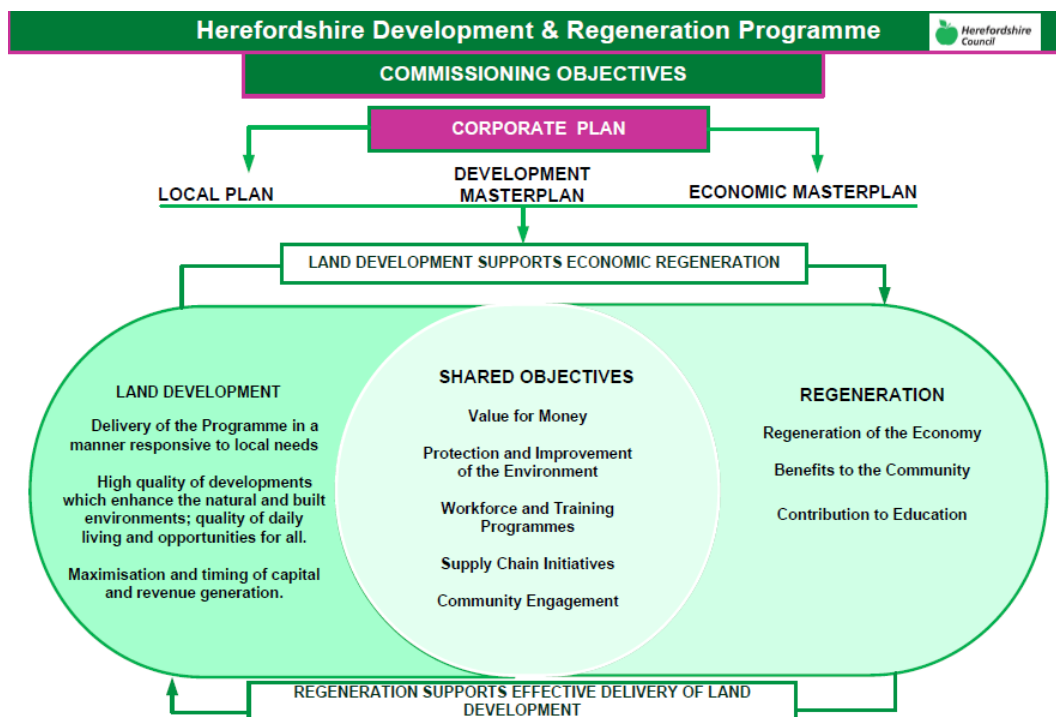 Herefordshire Development & Regeneration Programme
Herefordshire
Council
COMMISSIONING OBJECTIVES
CORPORATE PLAN
LOCAL PLAN
DEVELOPMENT
MASTERPLAN
ECONOMIC MASTERPLAN
LAND DEVELOPMENT SUPPORTS ECONOMIC REGENERATION
LAND DEVELOPMENT
Delivery of the Programme in a
manner responsive to local needs
High quality of developments
which enhance the natural and built
environments; quality of daily
living and opportunities for all.
Maximisation and timing of capital
and revenue generation.
SHARED OBJECTIVES
Value for Money
Protection and Improvement
of the Environment
Workforce and Training
Programmes
Supply Chain Initiatives
Community Engagement
REGENERATION
Regeneration of the Economy
Benefits to the Community
Contribution to Education
REGENERATION SUPPORTS EFFECTIVE DELIVERY OF LAND
DEVELOPMENT